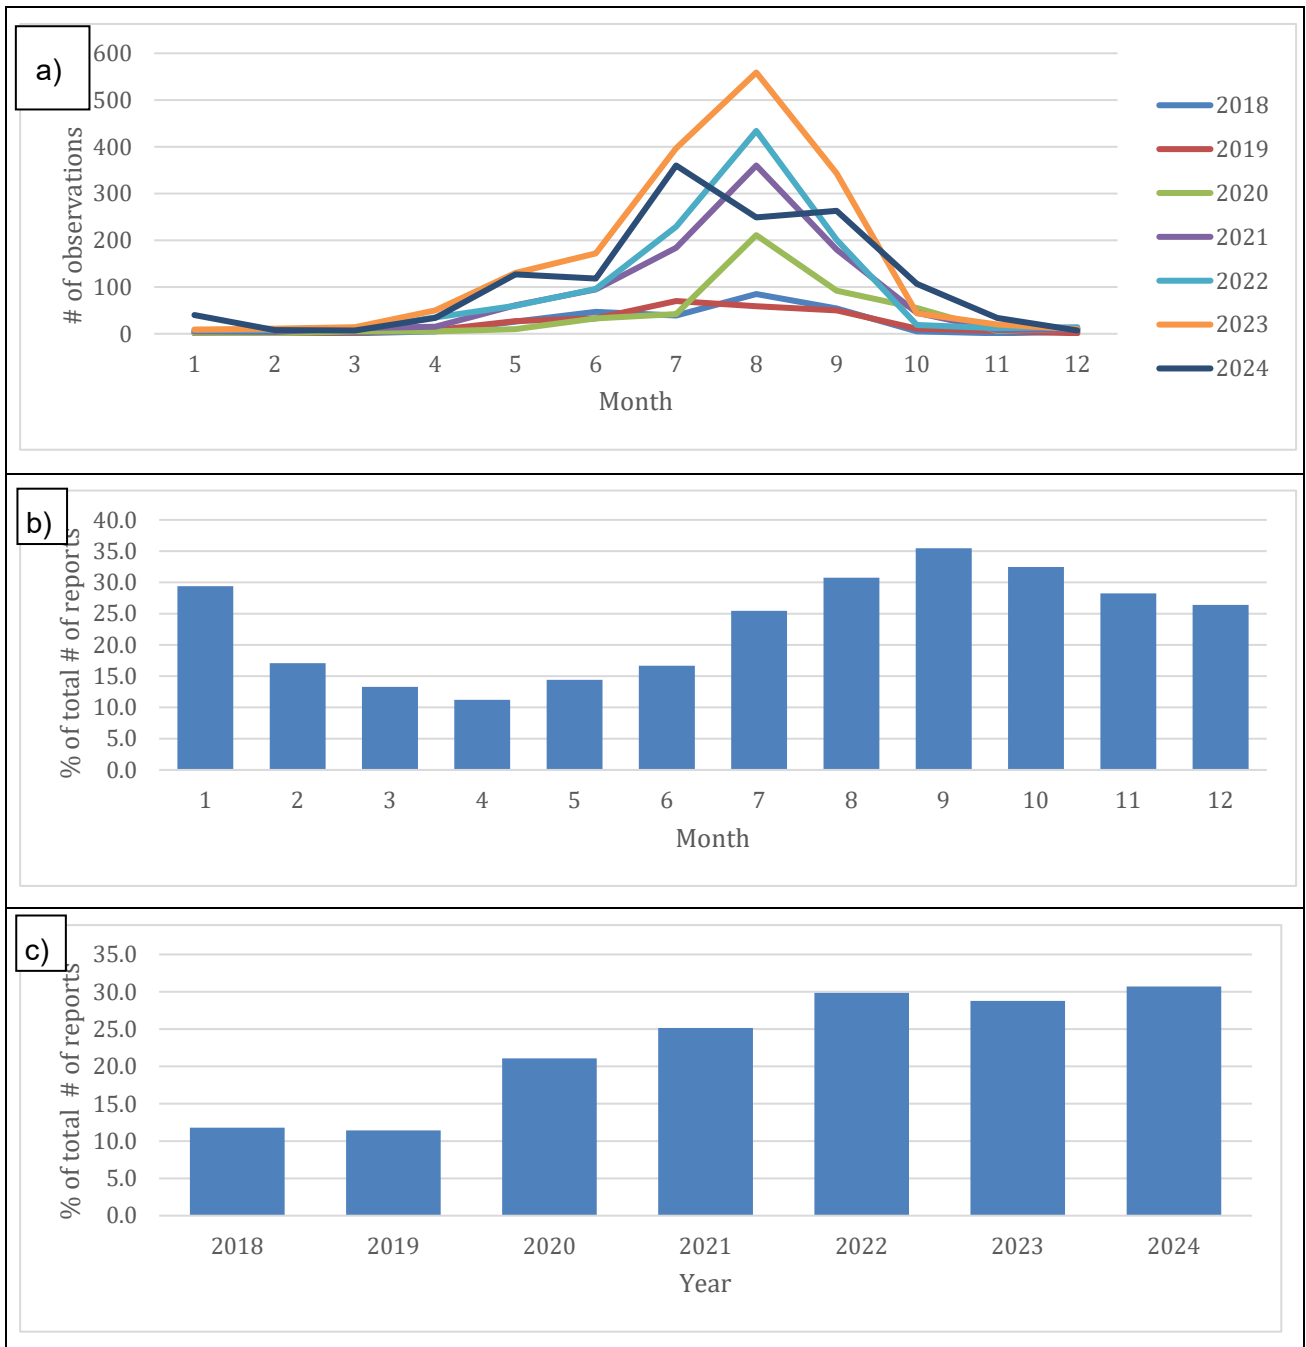 a)
600
500
400
300
200
100
0
# of observations
1 2 3 4 5 6 7 8 9 10 11 12
Month
2018
2019
2020
2021
2022
2023
2024
b)
40.0
35.0
30.0
25.0
20.0
15.0
10.0
5.0
0.0
% of total # of reports
1 2 3 4 5 6 7 8 9 10 11 12
Month
c)
35.0
30.0
25.0
20.0
15.0
10.0
5.0
0.0
% of total # of reports
2018 2019 2020 2021 2022 2023 2024
Year